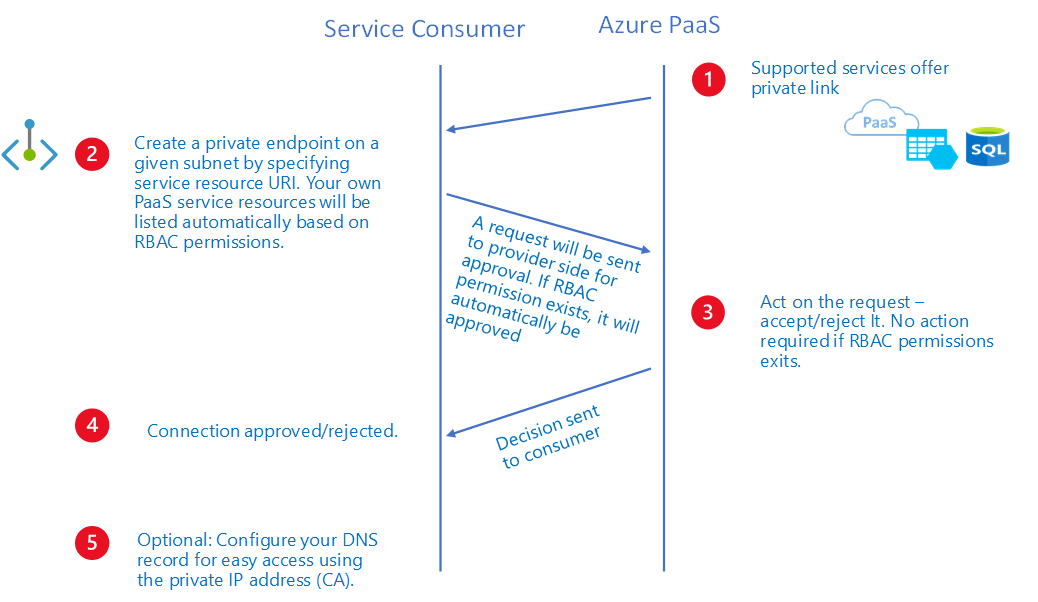 Service Consumer
Azure PaaS
1
Supported services offer
private link
PaaS
SQL
2
Create a private endpoint on a
given subnet by specifying
service resource URI. Your own
PaaS service resources will be
listed automatically based on
RBAC permissions.
A request will be sent
to provider side for
approval. If RBAC
permission exists, it will
automatically be
approved
3
Act on the request –
accept/reject It. No action
required if RBAC permissions
exits.
4
Connection approved/rejected.
Decision sent
to consumer
5
Optional: Configure your DNS
record for easy access using
the private IP address (CA).